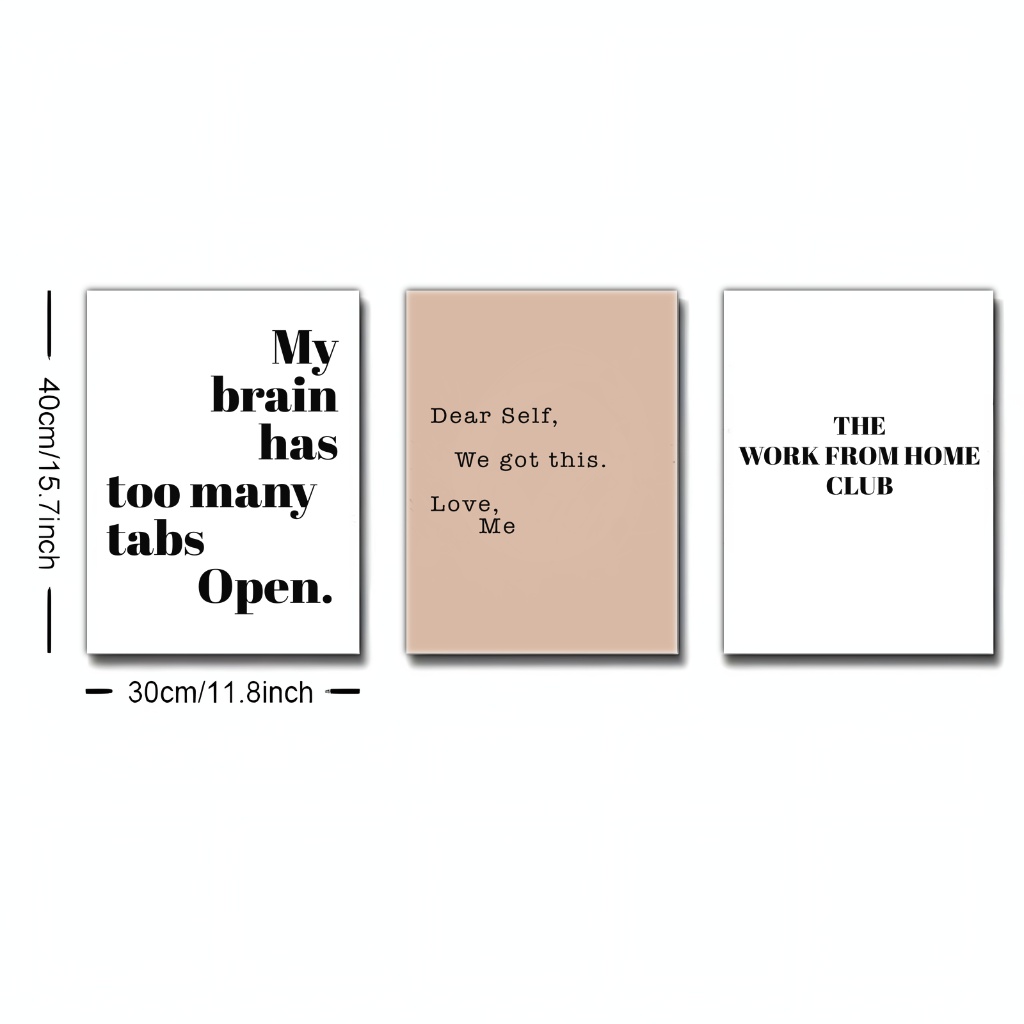 My
brain
has
too many
tabs
Open.
Dear Self,
We got this.
Love,
Me
THE
WORK FROM HOME
CLUB
40cm/15.7inch
30cm/11.8inch